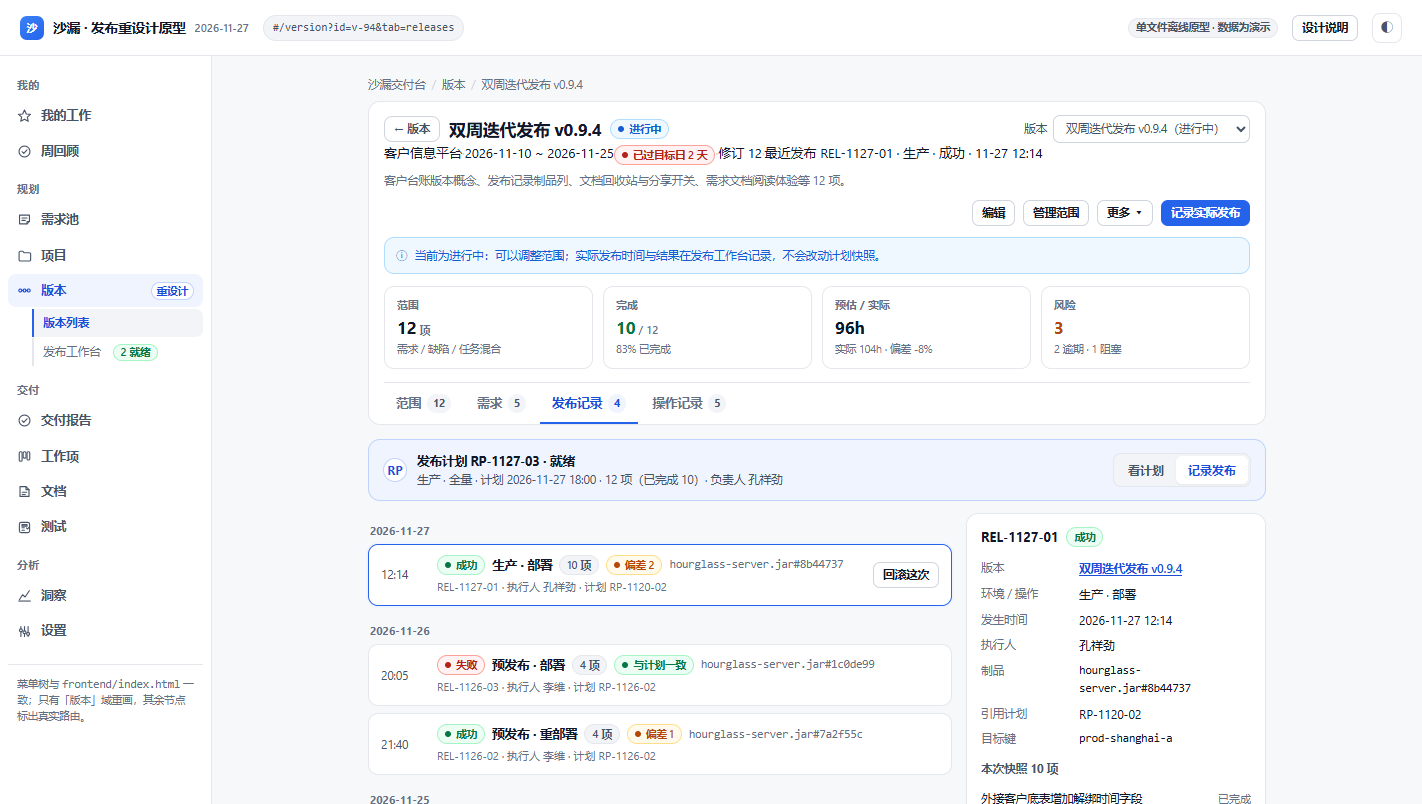 沙 沙漏 · 发布重设计原型 2026-11-27 #/version?id=v-94&tab=releases 单文件离线原型 · 数据为演示 设计说明
我的
我的工作
周回顾
规划
需求池
项目
版本 重设计
版本列表
发布工作台 2 就绪
交付
交付报告
工作项
文档
测试
分析
洞察
设置
菜单树与 frontend/index.html 一
致；只有「版本」域重画，其余节点
标出真实路由。
沙漏交付台 / 版本 / 双周迭代发布 v0.9.4
← 版本 双周迭代发布 v0.9.4 进行中 版本 双周迭代发布 v0.9.4（进行中）
客户信息平台 2026-11-10 ~ 2026-11-25 已过目标日 2 天 修订 12 最近发布 REL-1127-01 · 生产 · 成功 · 11-27 12:14
客户台账版本概念、发布记录制品列、文档回收站与分享开关、需求文档阅读体验等 12 项。
编辑 管理范围 更多 记录实际发布
当前为进行中：可以调整范围；实际发布时间与结果在发布工作台记录，不会改动计划快照。
范围
12 项
需求 / 缺陷 / 任务混合
完成
10 / 12
83% 已完成
预估 / 实际
96h
实际 104h · 偏差 -8%
风险
3
2 逾期 · 1 阻塞
范围 12 需求 5 发布记录 4 操作记录 5
RP 发布计划 RP-1127-03 · 就绪
生产 · 全量 · 计划 2026-11-27 18:00 · 12 项（已完成 10）· 负责人 孔祥劲
看计划 记录发布
2026-11-27
12:14 成功 生产 · 部署 10 项 偏差 2 hourglass-server.jar#8b44737
REL-1127-01 · 执行人 孔祥劲 · 计划 RP-1120-02
回滚这次
2026-11-26
20:05 失败 预发布 · 部署 4 项 与计划一致 hourglass-server.jar#1c0de99
REL-1126-03 · 执行人 李维 · 计划 RP-1126-02
21:40 成功 预发布 · 重部署 4 项 偏差 1 hourglass-server.jar#7a2f55c
REL-1126-02 · 执行人 李维 · 计划 RP-1126-02
2026-11-25
REL-1127-01 成功
版本 双周迭代发布 v0.9.4
环境 / 操作 生产 · 部署
发生时间 2026-11-27 12:14
执行人 孔祥劲
制品 hourglass-
server.jar#8b44737
引用计划 RP-1120-02
目标键 prod-shanghai-a
本次快照 10 项
外接客户底表增加解绑时间字段 已完成